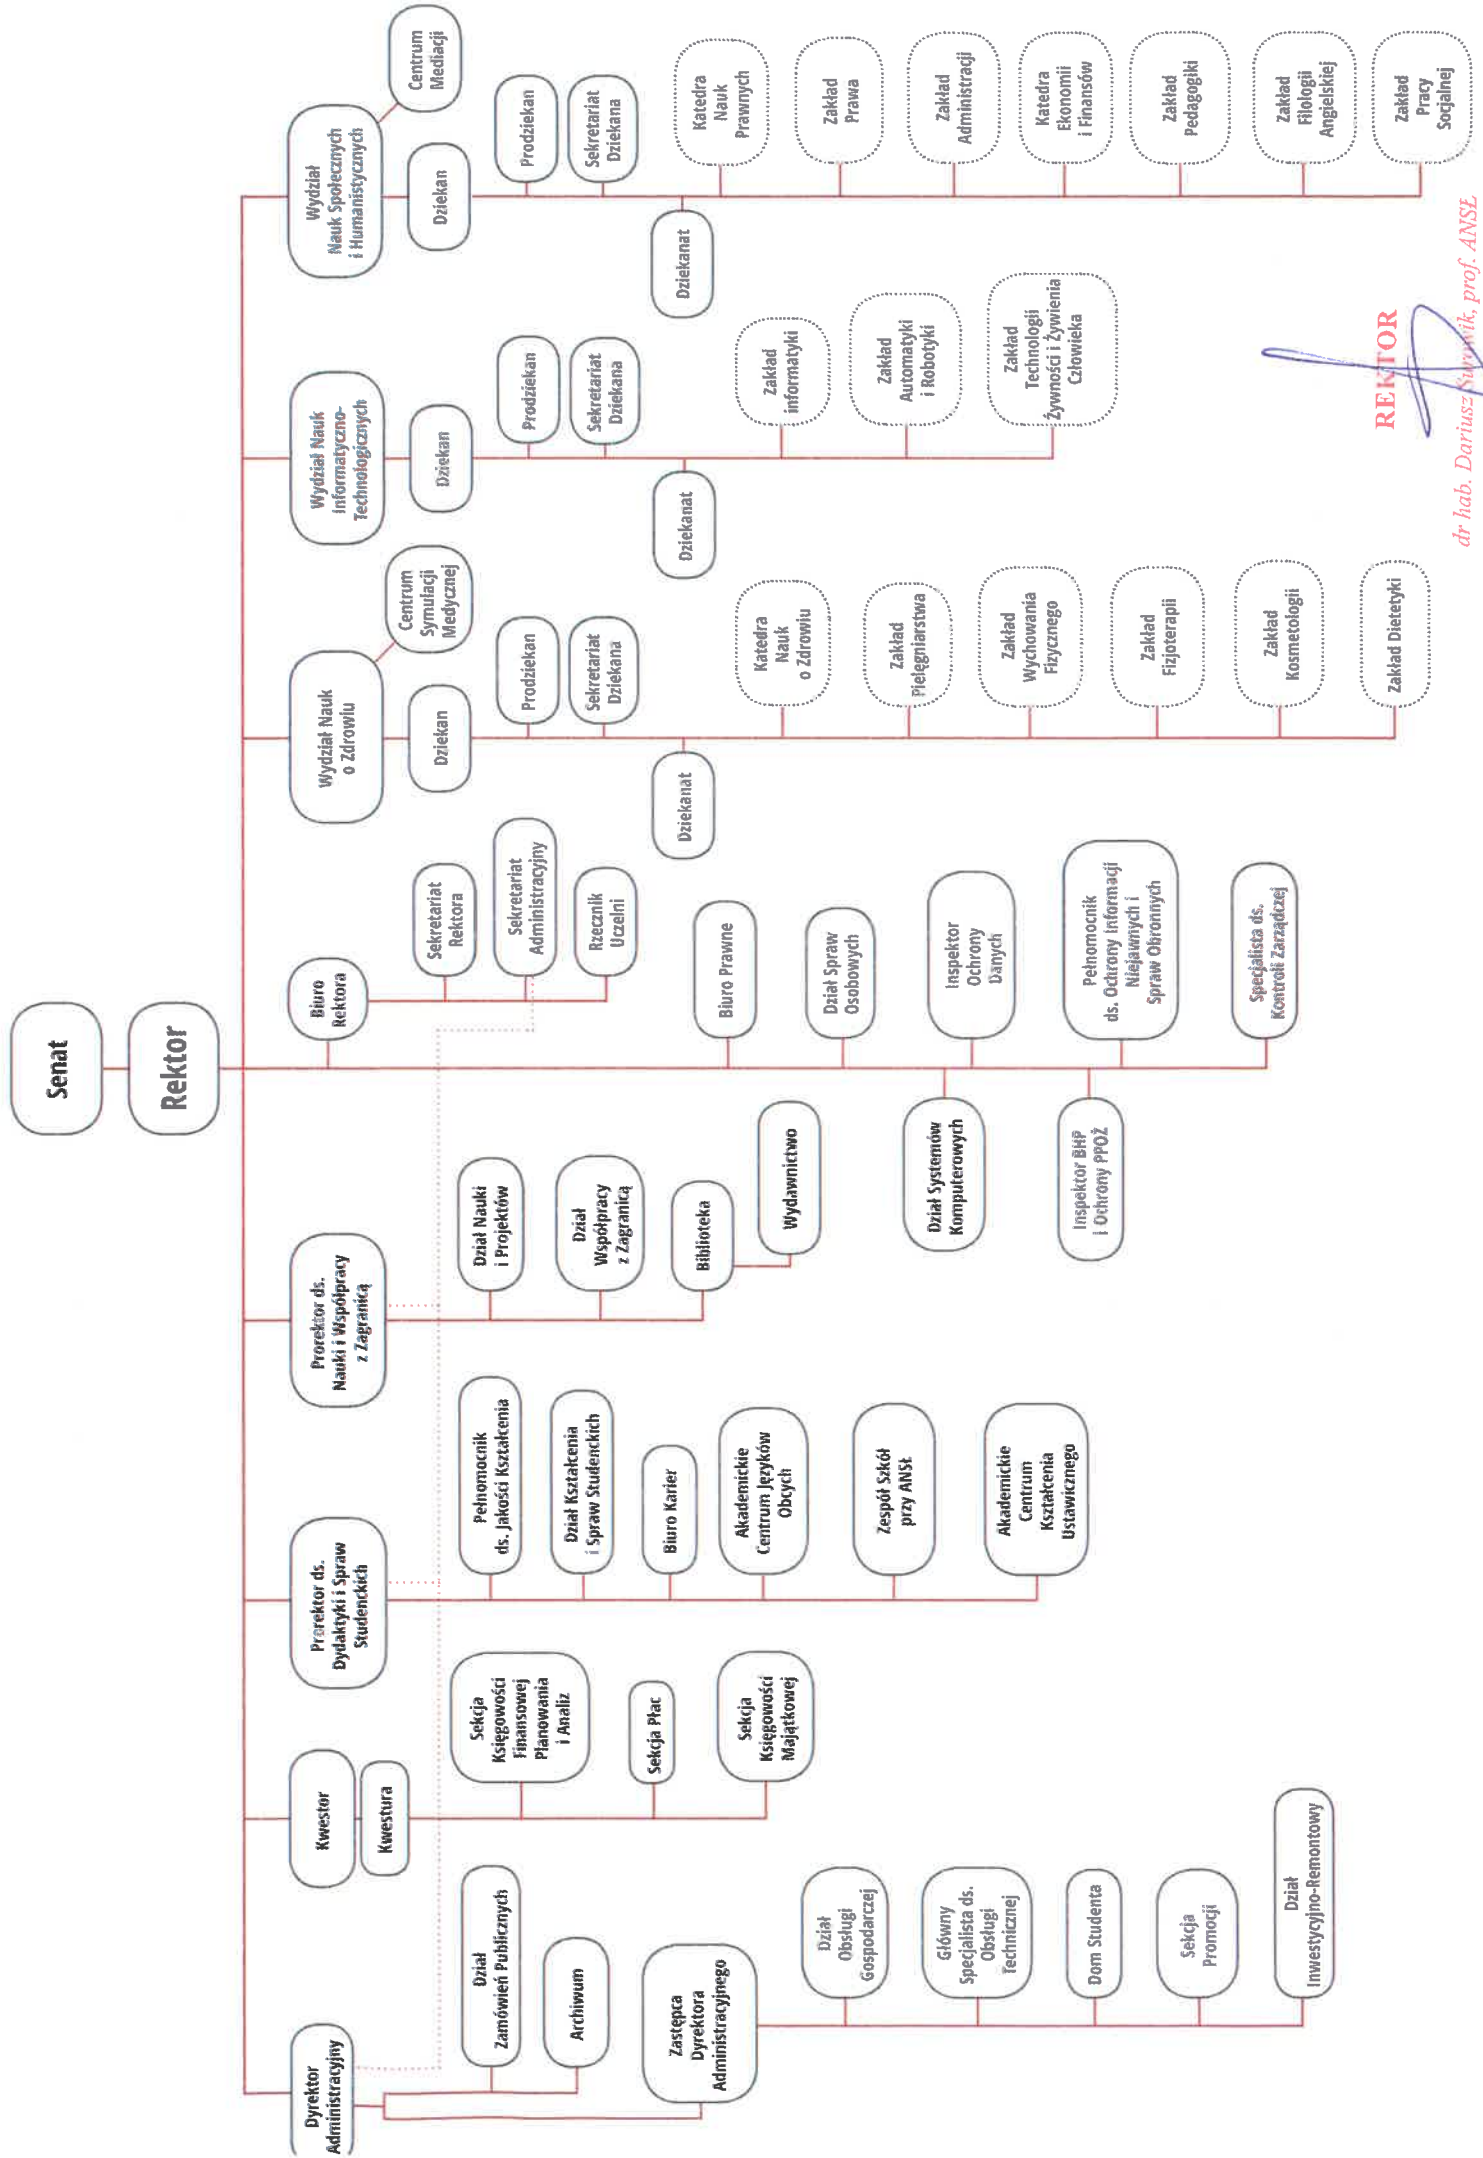 Senat
Rektor
Dyrektor
Administracyjny
Dział
Zamówień Publicznych
Archiwum
Zastępca
Dyrektora
Administracyjnego
Dział
Obsługi
Gospodarczej
Główny
Specjalista ds.
Obsługi
Technicznej
Dom Studenta
Sekcja
Promocji
Dział
Inwestycyjno-Remontowy
Kwestor
Kwestura
Sekcja
Księgowości
Finansowej
Planowania
i Analiz
Sekcja Płac
Sekcja
Księgowości
Majątkowej
Prorektor ds.
Dydaktyki i Spraw
Studenckich
Pełnomocnik
ds. Jakości Kształcenia
Dział Kształcenia
i Spraw Studenckich
Biuro Karier
Akademickie
Centrum Języków
Obcych
Zespół Szkół
przy ANSŁ
Akademickie
Centrum
Kształcenia
Ustawicznego
Prorektor ds.
Nauki i Współpracy
z Zagranicą
Dział Nauki
i Projektów
Dział
Współpracy
z Zagranicą
Biblioteka
Wydawnictwo
Biuro
Rektora
Sekretariat
Rektora
Sekretariat
Administracyjny
Rzecznik
Uczelni
Biuro Prawne
Dział Spraw
Osobowych
Dział Systemów
Komputerowych
Inspektor
Ochrony
Danych
Inspektor BHP
i Ochrony PPOŻ
Pełnomocnik
ds. Ochrony Informacji
Niejawnych i
Spraw Obronnych
Specjalista ds.
Kontroli Zarządczej
Wydział Nauk
o Zdrowiu
Centrum
Symulacji
Medycznej
Dziekan
Prodziekan
Sekretariat
Dziekana
Dziekanat
Katedra
Nauk
o Zdrowiu
Zakład
Pielęgniarstwa
Zakład
Wychowania
Fizycznego
Zakład
Fizjoterapii
Zakład
Kosmetologii
Zakład Dietetyki
Wydział Nauk
Informatyczno-
Technologicznych
Dziekan
Prodziekan
Sekretariat
Dziekana
Dziekanat
Zakład
Informatyki
Zakład
Automatyki
i Robotyki
Zakład
Technologii
Żywności i Żywienia
Człowieka
Wydział
Nauk Społecznych
i Humanistycznych
Centrum
Mediacji
Dziekan
Prodziekan
Sekretariat
Dziekana
Dziekanat
Katedra
Nauk
Prawnych
Zakład
Prawa
Zakład
Administracji
Katedra
Ekonomii
i Finansów
Zakład
Pedagogiki
Zakład
Filologii
Angielskiej
Zakład
Pracy
Socjalnej
REKTOR
dr hab. Dariusz Surowik, prof. ANSŁ